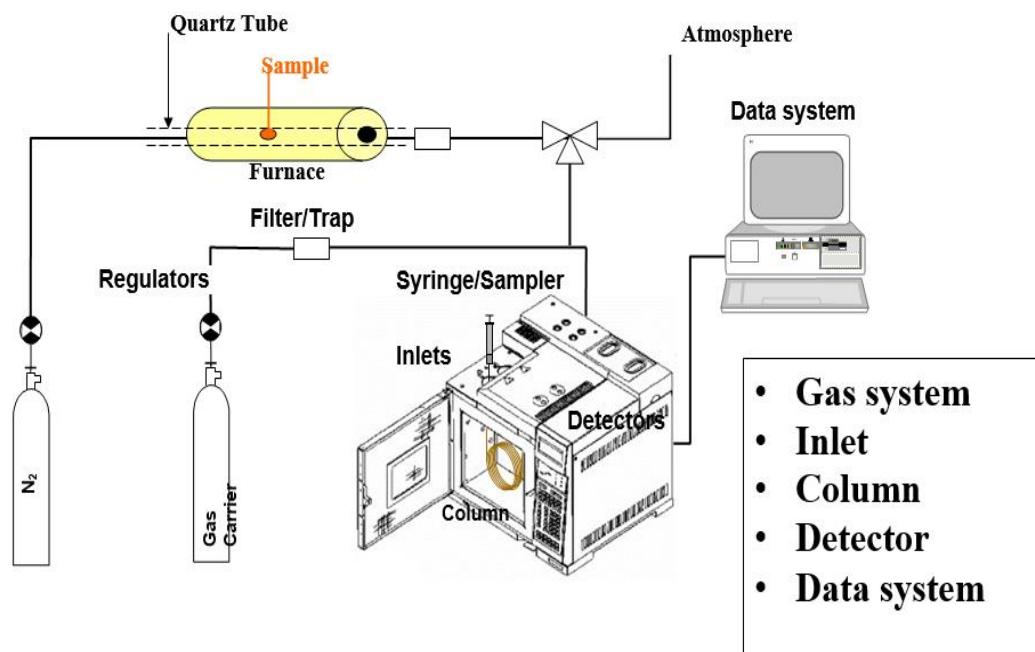 Quartz Tube
Atmosphere
Sample
Data system
Furnace
Filter/Trap
Regulators
Syringe/Sampler
Inlets
Detectors
Column
N₂
Gas
Carrier
• Gas system
• Inlet
• Column
• Detector
• Data system